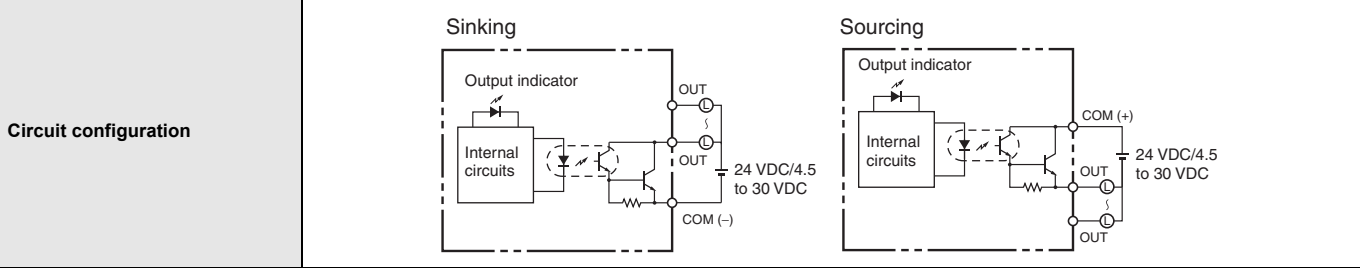 Circuit configuration
Sinking
Output indicator
Internal
circuits
OUT
L
L
OUT
24 VDC/4.5
to 30 VDC
COM (–)
Sourcing
Output indicator
Internal
circuits
COM (+)
24 VDC/4.5
to 30 VDC
OUT
L
L
OUT